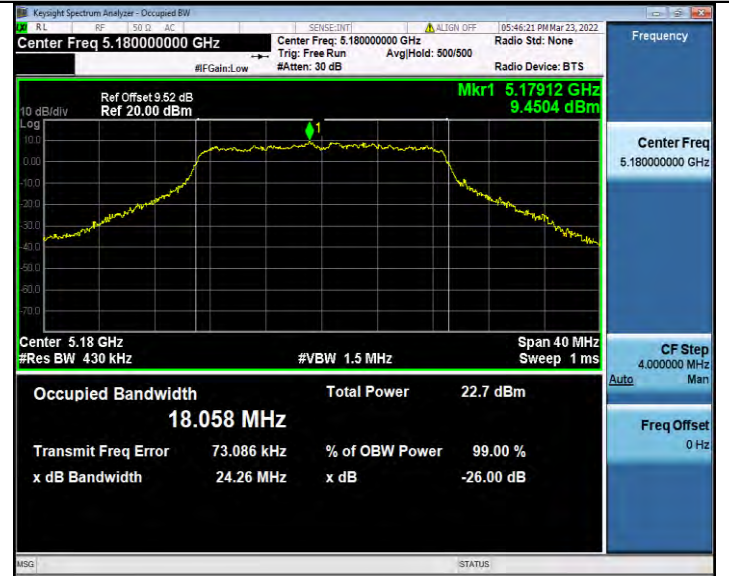 Keysight Spectrum Analyzer - Occupied BW
RL RF 50 Ω AC SENSE:INT ALIGN OFF 05:46:21 PM Mar 23, 2022
Center Freq 5.180000000 GHz
Center Freq: 5.180000000 GHz Radio Std: None
Trig: Free Run Avg|Hold: 500/500
#IFGain:Low #Atten: 30 dB Radio Device: BTS
Frequency
Mkr1 5.17912 GHz
9.4504 dBm
Ref Offset 9.52 dB
10 dB/div Ref 20.00 dBm
Log
10.0
0.00
-10.0
-20.0
-30.0
-40.0
-50.0
-60.0
-70.0
1
Center Freq
5.180000000 GHz
Center 5.18 GHz Span 40 MHz
#Res BW 430 kHz #VBW 1.5 MHz Sweep 1 ms
CF Step
4.000000 MHz
Auto Man
Freq Offset
0 Hz
Occupied Bandwidth Total Power 22.7 dBm
18.058 MHz
Transmit Freq Error 73.086 kHz % of OBW Power 99.00 %
x dB Bandwidth 24.26 MHz x dB -26.00 dB
MSG STATUS